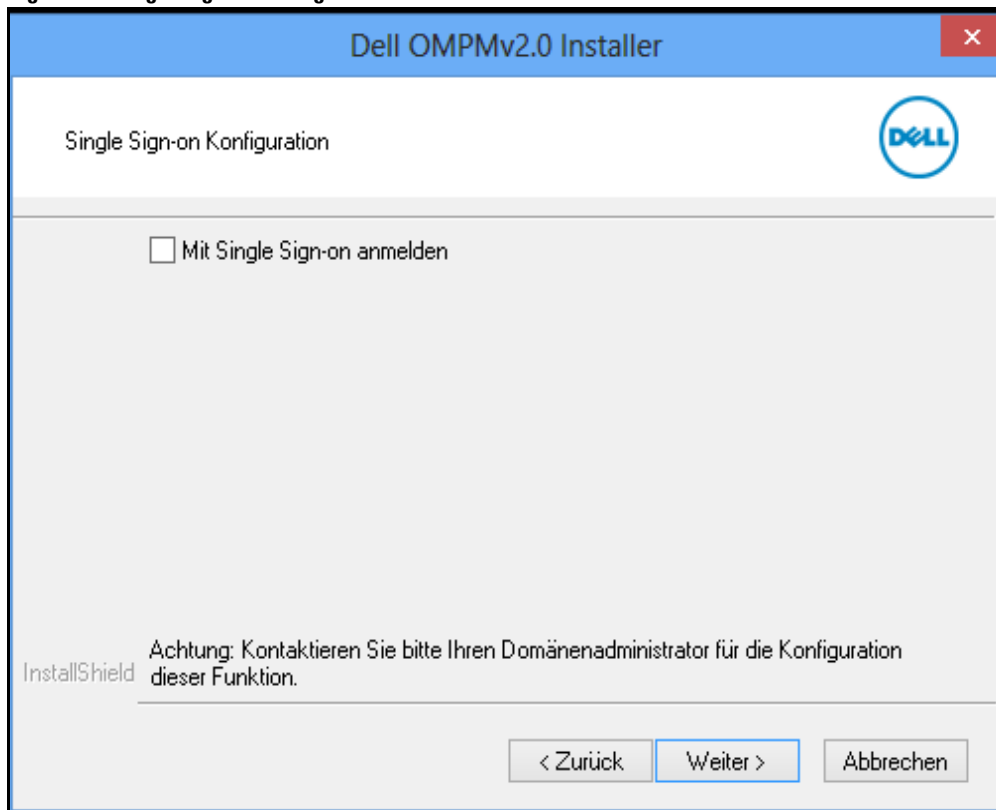 Dell OMPMv2.0 Installer
Single Sign-on Konfiguration
DELL
Mit Single Sign-on anmelden
Achtung: Kontaktieren Sie bitte Ihren Domänenadministrator für die Konfiguration
dieser Funktion.
InstallShield
< Zurück
Weiter >
Abbrechen